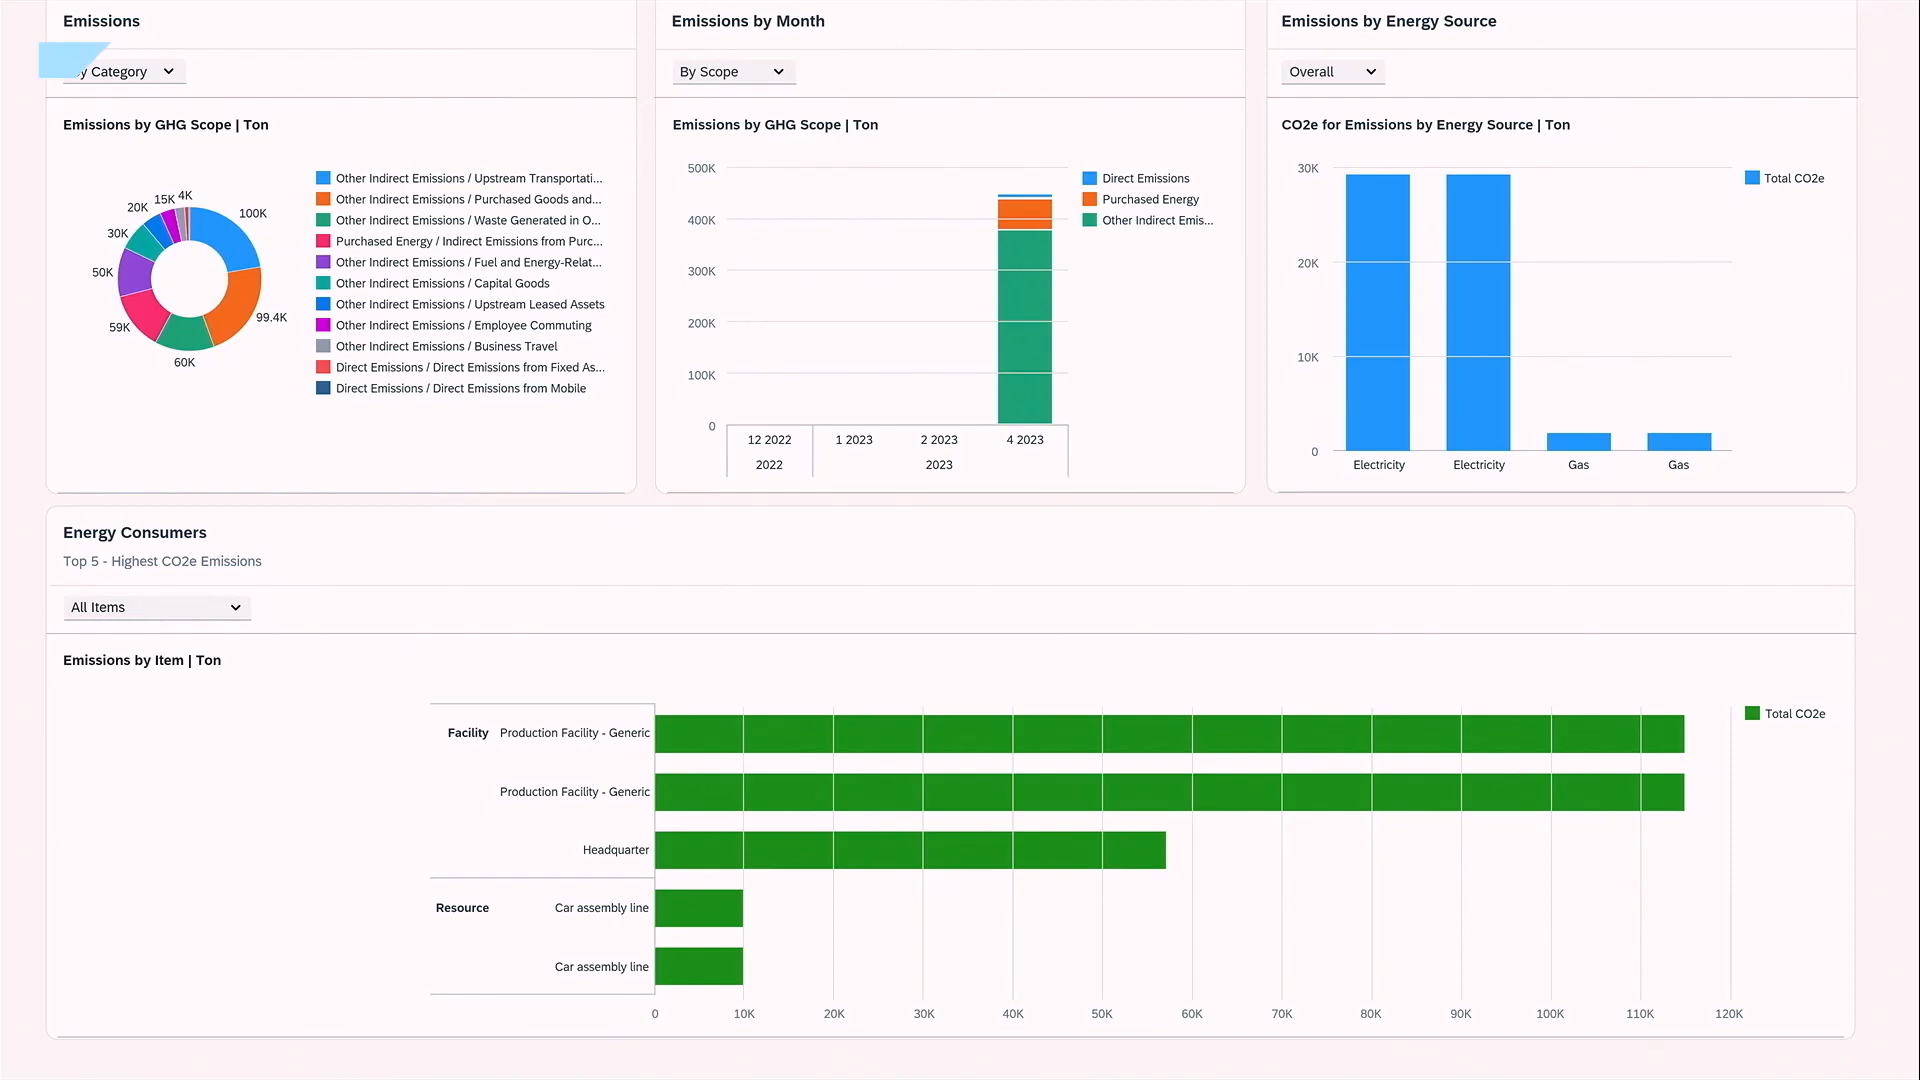 Emissions
y Category
Emissions by GHG Scope | Ton
100K
99.4K
60K
59K
50K
30K
20K
15K
4K
Other Indirect Emissions / Upstream Transportati...
Other Indirect Emissions / Purchased Goods and...
Other Indirect Emissions / Waste Generated in O...
Purchased Energy / Indirect Emissions from Purc...
Other Indirect Emissions / Fuel and Energy-Relat...
Other Indirect Emissions / Capital Goods
Other Indirect Emissions / Upstream Leased Assets
Other Indirect Emissions / Employee Commuting
Other Indirect Emissions / Business Travel
Direct Emissions / Direct Emissions from Fixed As...
Direct Emissions / Direct Emissions from Mobile
Emissions by Month
By Scope
Emissions by GHG Scope | Ton
500K
400K
300K
200K
100K
0
12 2022
1 2023
2 2023
4 2023
2022
2023
Direct Emissions
Purchased Energy
Other Indirect Emis...
Emissions by Energy Source
Overall
CO2e for Emissions by Energy Source | Ton
30K
20K
10K
0
Electricity
Electricity
Gas
Gas
Total CO2e
Energy Consumers
Top 5 - Highest CO2e Emissions
All Items
Emissions by Item | Ton
Facility Production Facility - Generic
Production Facility - Generic
Headquarter
Resource Car assembly line
Car assembly line
0 10K 20K 30K 40K 50K 60K 70K 80K 90K 100K 110K 120K
Total CO2e